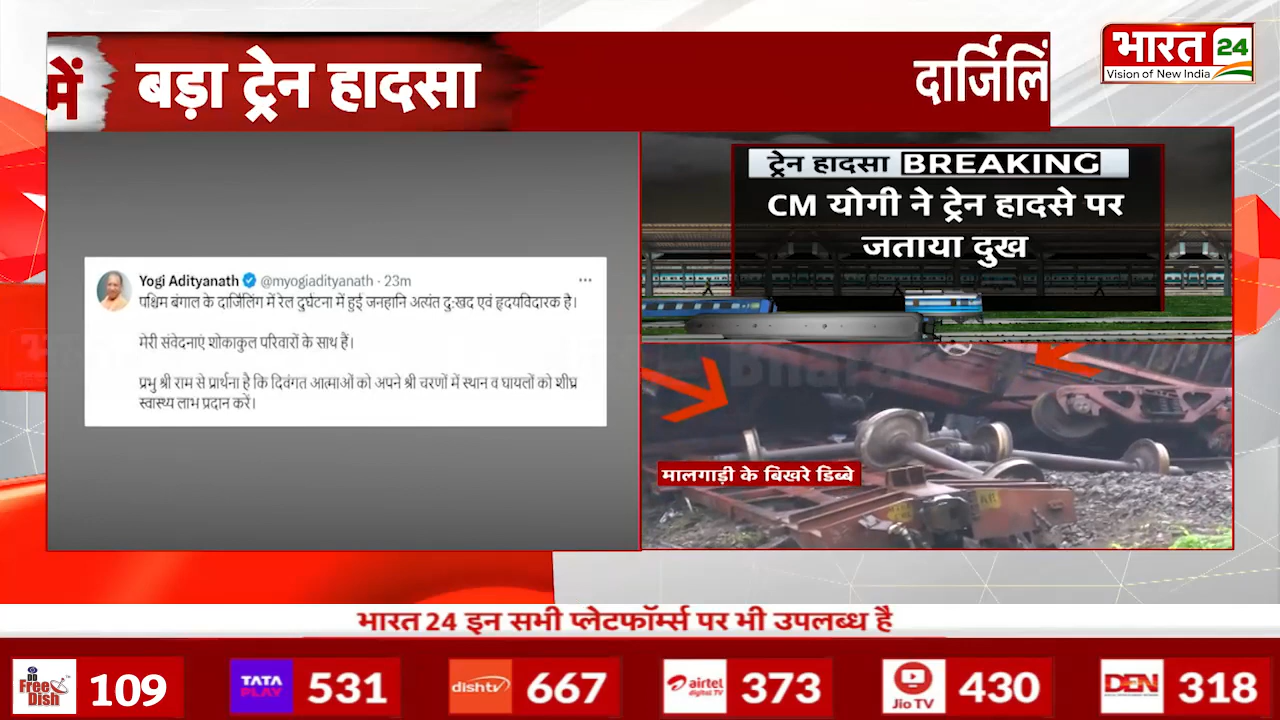 में
बड़ा ट्रेन हादसा
दार्जिलिं
भारत 24
Vision of New India
ट्रेन हादसा BREAKING
CM योगी ने ट्रेन हादसे पर
जताया दुख
Yogi Adityanath @myogiadityanath · 23m
पश्चिम बंगाल के दार्जिलिंग में रेल दुर्घटना में हुई जनहानि अत्यंत दुःखद एवं हृदयविदारक है।
मेरी संवेदनाएं शोकाकुल परिवारों के साथ हैं।
प्रभु श्री राम से प्रार्थना है कि दिवंगत आत्माओं को अपने श्री चरणों में स्थान व घायलों को शीघ्र
स्वास्थ्य लाभ प्रदान करें।
मालगाड़ी के बिखरे डिब्बे
भारत 24 इन सभी प्लेटफॉर्म्स पर भी उपलब्ध है
DD Free Dish 109
TATA PLAY 531
dishtv 667
airtel digital TV 373
Jio TV 430
DEN 318